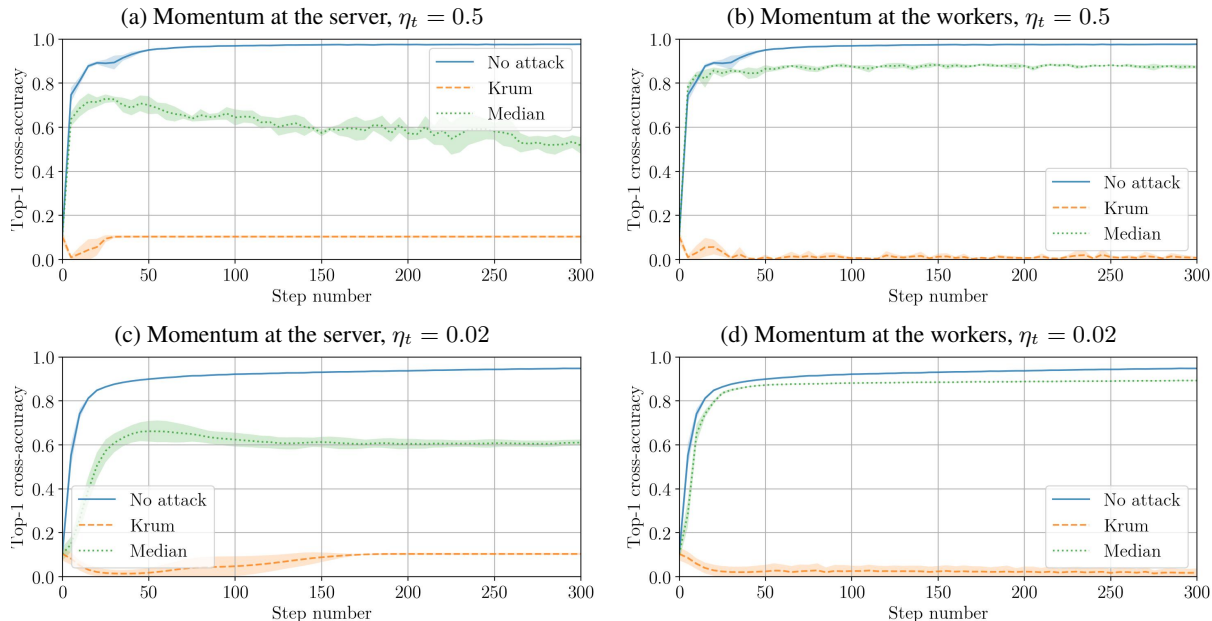 (a) Momentum at the server, ηₜ = 0.5
1.0
0.8
0.6
0.4
0.2
0.0
Top-1 cross-accuracy
No attack
Krum
Median
0 50 100 150 200 250 300
Step number
(b) Momentum at the workers, ηₜ = 0.5
1.0
0.8
0.6
0.4
0.2
0.0
Top-1 cross-accuracy
No attack
Krum
Median
0 50 100 150 200 250 300
Step number
(c) Momentum at the server, ηₜ = 0.02
1.0
0.8
0.6
0.4
0.2
0.0
Top-1 cross-accuracy
No attack
Krum
Median
0 50 100 150 200 250 300
Step number
(d) Momentum at the workers, ηₜ = 0.02
1.0
0.8
0.6
0.4
0.2
0.0
Top-1 cross-accuracy
No attack
Krum
Median
0 50 100 150 200 250 300
Step number